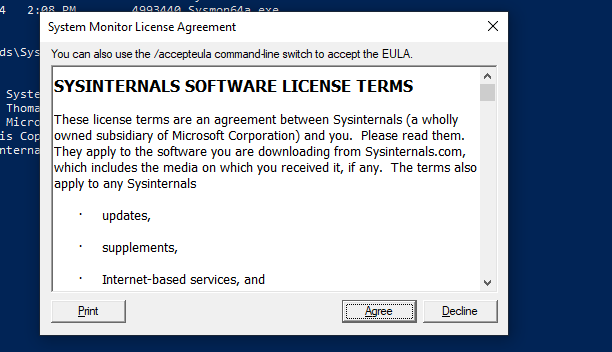 4 2:08 PM 4993440 Sysmon64a.exe
System Monitor License Agreement
You can also use the /accepteula command-line switch to accept the EULA.
ds\Sys
SYSINTERNALS SOFTWARE LICENSE TERMS
These license terms are an agreement between Sysinternals (a wholly
Syste
owned subsidiary of Microsoft Corporation) and you. Please read them.
Thoma
They apply to the software you are downloading from Sysinternals.com,
Micro
which includes the media on which you received it, if any. The terms also
is Cop
apply to any Sysinternals
nterna
· updates,
· supplements,
· Internet-based services, and
Print
Agree
Decline